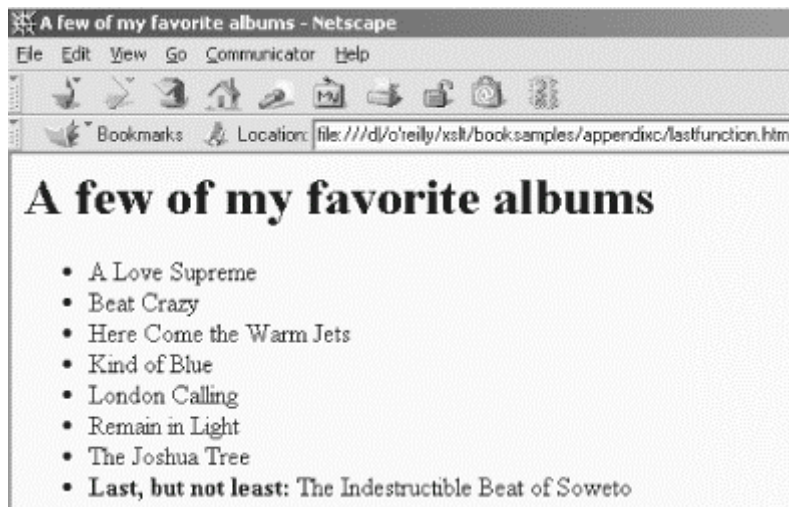 A few of my favorite albums - Netscape
File Edit View Go Communicator Help
My
Bookmarks Location: file:///d|/o'reilly/xslt/booksamples/appendixc/lastfunction.htm
A few of my favorite albums
• A Love Supreme
• Beat Crazy
• Here Come the Warm Jets
• Kind of Blue
• London Calling
• Remain in Light
• The Joshua Tree
• Last, but not least: The Indestructible Beat of Soweto